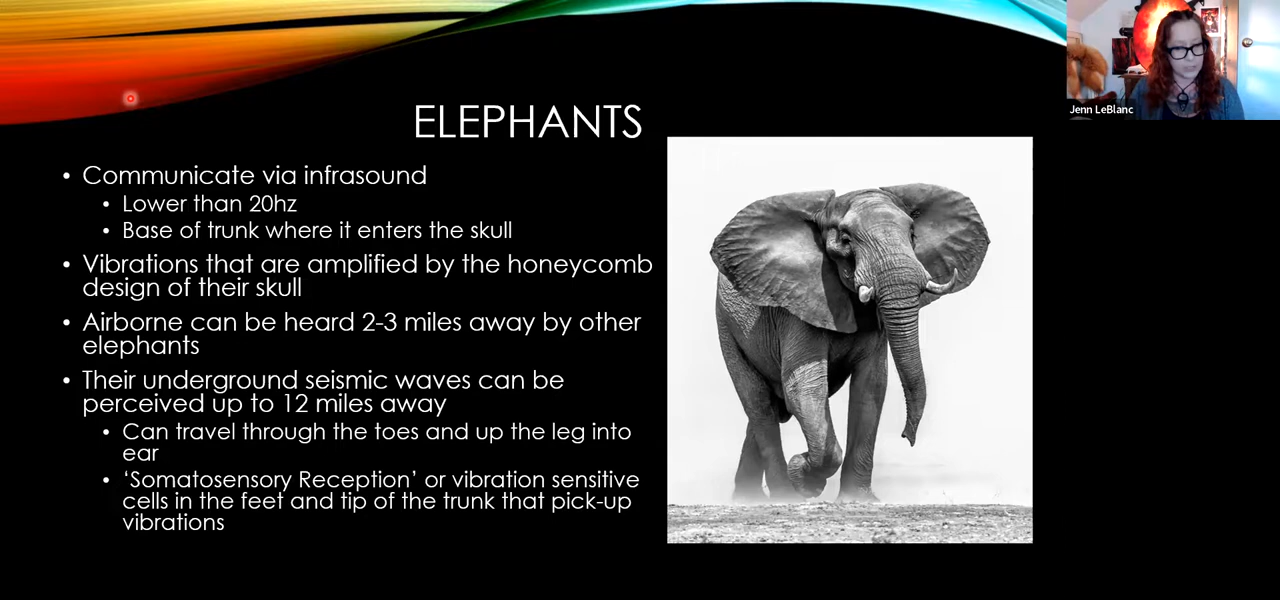 Jenn LeBlanc
ELEPHANTS
• Communicate via infrasound
• Lower than 20hz
• Base of trunk where it enters the skull
• Vibrations that are amplified by the honeycomb
design of their skull
• Airborne can be heard 2-3 miles away by other
elephants
• Their underground seismic waves can be
perceived up to 12 miles away
• Can travel through the toes and up the leg into
ear
• ‘Somatosensory Reception’ or vibration sensitive
cells in the feet and tip of the trunk that pick-up
vibrations